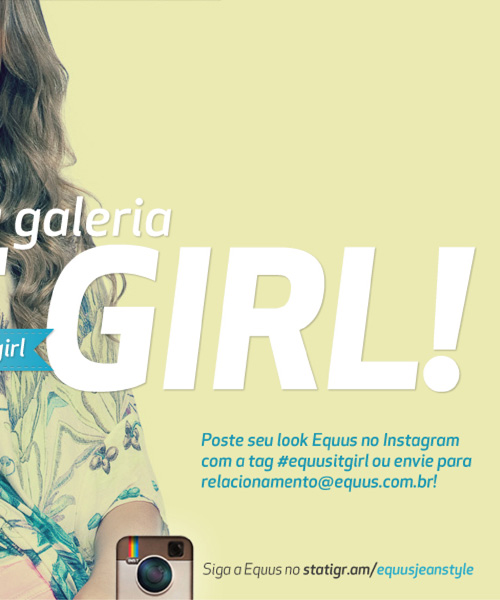 galeria
GIRL!
girl
Poste seu look Equus no Instagram
com a tag #equusitgirl ou envie para
relacionamento@equus.com.br!
Siga a Equus no statigr.am/equusjeanstyle